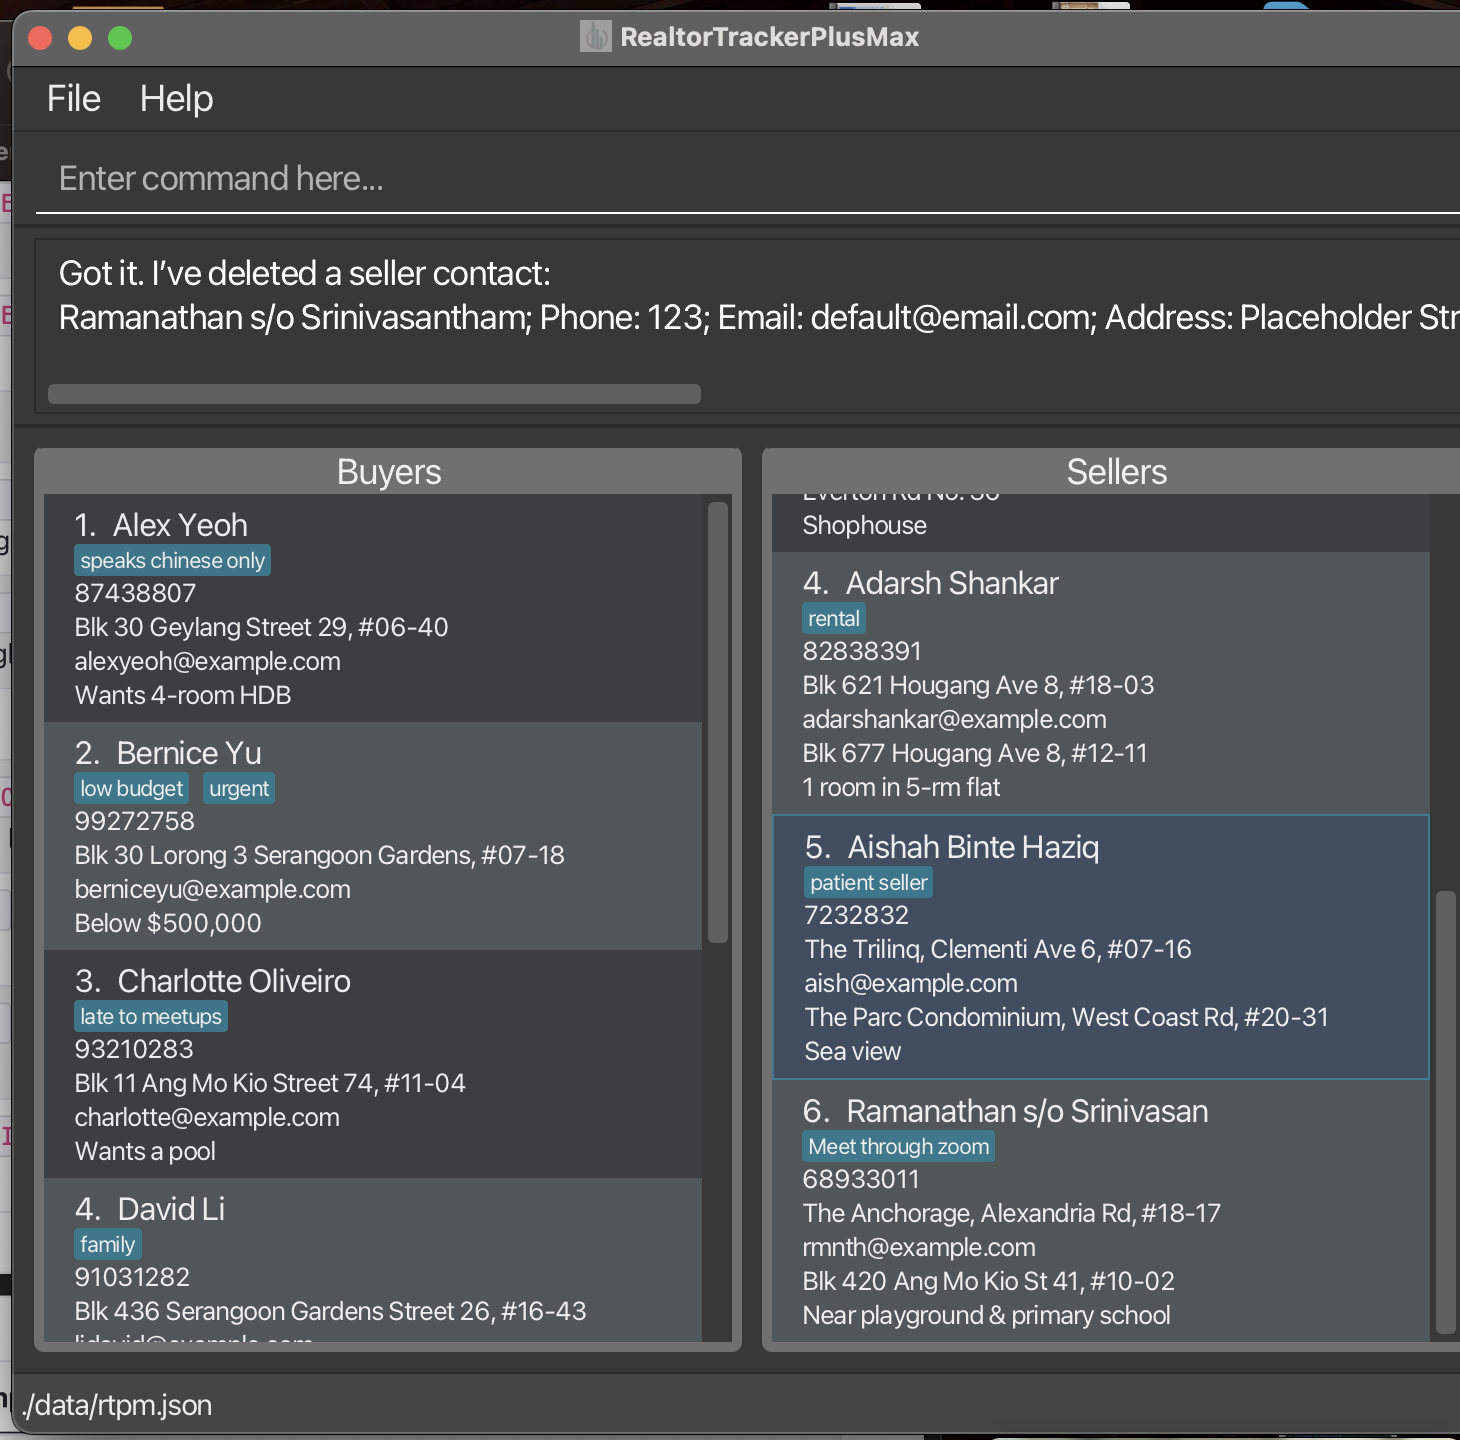 RealtorTrackerPlusMax
File Help
Enter command here...
Got it. I've deleted a seller contact:
Ramanathan s/o Srinivasantham; Phone: 123; Email: default@email.com; Address: Placeholder Str
Buyers
1. Alex Yeoh
speaks chinese only
87438807
Blk 30 Geylang Street 29, #06-40
alexyeoh@example.com
Wants 4-room HDB
2. Bernice Yu
low budget urgent
99272758
Blk 30 Lorong 3 Serangoon Gardens, #07-18
berniceyu@example.com
Below $500,000
3. Charlotte Oliveiro
late to meetups
93210283
Blk 11 Ang Mo Kio Street 74, #11-04
charlotte@example.com
Wants a pool
4. David Li
family
91031282
Blk 436 Serangoon Gardens Street 26, #16-43
lidavid@example.com
Sellers
Everton Rd No. 36
Shophouse
4. Adarsh Shankar
rental
82838391
Blk 621 Hougang Ave 8, #18-03
adarshankar@example.com
Blk 677 Hougang Ave 8, #12-11
1 room in 5-rm flat
5. Aishah Binte Haziq
patient seller
7232832
The Trilinq, Clementi Ave 6, #07-16
aish@example.com
The Parc Condominium, West Coast Rd, #20-31
Sea view
6. Ramanathan s/o Srinivasan
Meet through zoom
68933011
The Anchorage, Alexandria Rd, #18-17
rmnth@example.com
Blk 420 Ang Mo Kio St 41, #10-02
Near playground & primary school
./data/rtpm.json